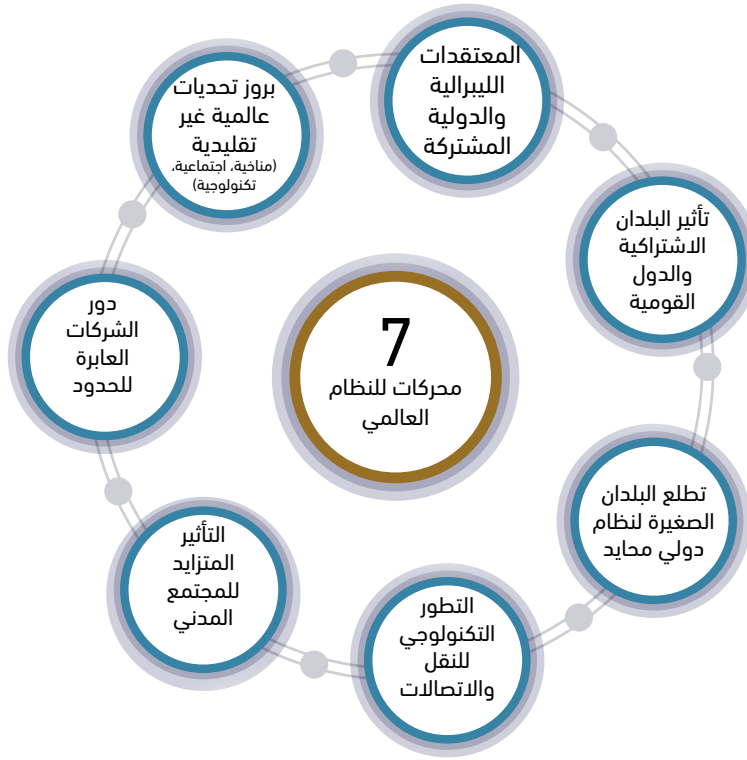 7
محركات للنظام
العالمي
المعتقدات
الليبرالية
والدولية
المشتركة
تأثير البلدان
الاشتراكية
والدول
القومية
تطلع البلدان
الصغيرة لنظام
دولي محايد
التطور
التكنولوجي
للنقل
والاتصالات
التأثير
المتزايد
للمجتمع
المدني
دور
الشركات
العابرة
للحدود
بروز تحديات
عالمية غير
تقليدية
(مناخية، اجتماعية،
تكنولوجية)